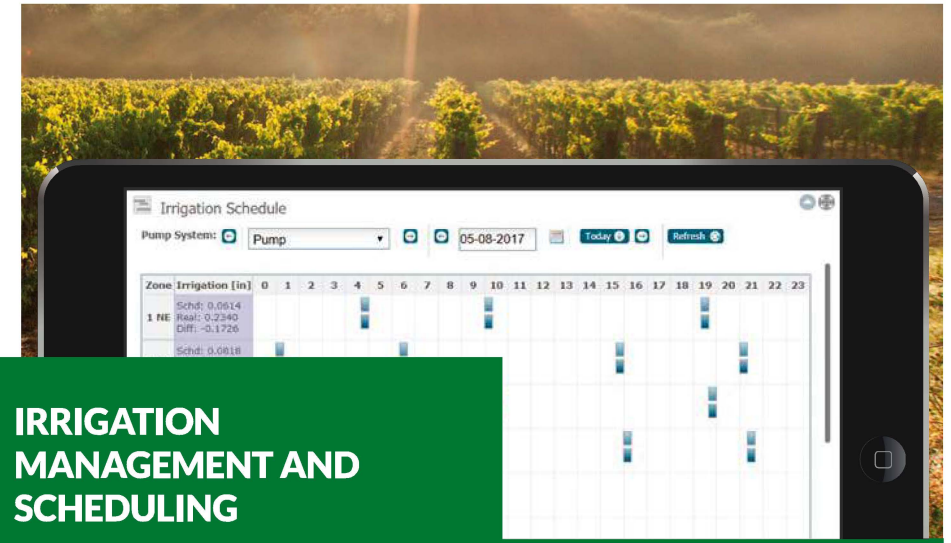 Irrigation Schedule
Pump System: Pump 05-08-2017 Today Refresh
Zone Irrigation [in] 0 1 2 3 4 5 6 7 8 9 10 11 12 13 14 15 16 17 18 19 20 21 22 23
Schd: 0.0614
1 NE Real: 0.2340
Diff: -0.1726
Schd: 0.0818
IRRIGATION
MANAGEMENT AND
SCHEDULING